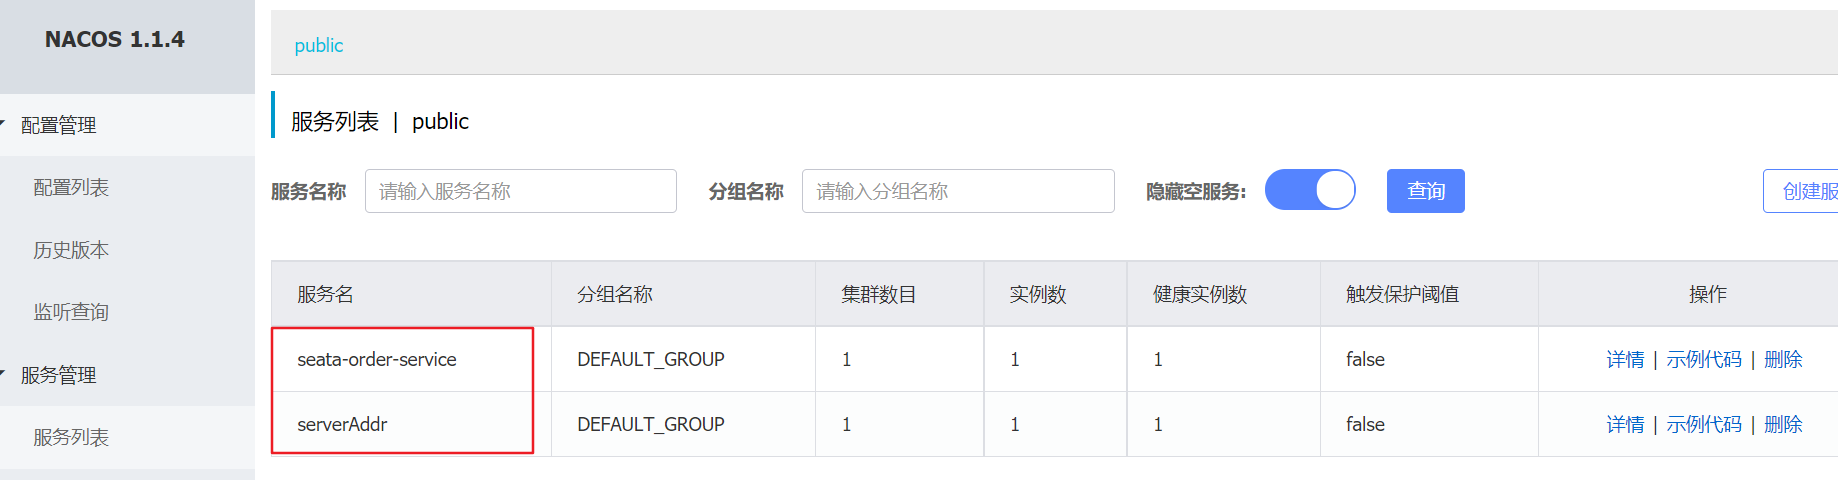 NACOS 1.1.4
配置管理
配置列表
历史版本
监听查询
服务管理
服务列表
public
服务列表 | public
服务名称 请输入服务名称 分组名称 请输入分组名称 隐藏空服务: 查询 创建服
服务名 分组名称 集群数目 实例数 健康实例数 触发保护阈值 操作
seata-order-service DEFAULT_GROUP 1 1 1 false 详情 | 示例代码 | 删除
serverAddr DEFAULT_GROUP 1 1 1 false 详情 | 示例代码 | 删除